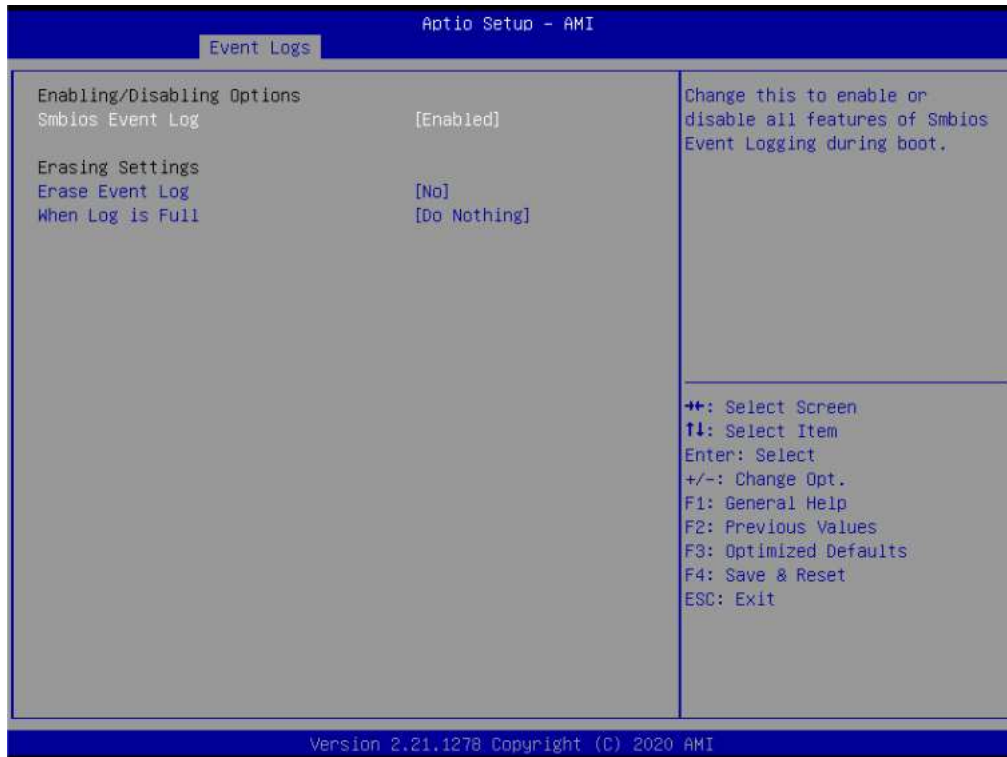 Aptio Setup - AMI
Event Logs
Enabling/Disabling Options
Smbios Event Log [Enabled]
Erasing Settings
Erase Event Log [No]
When Log is Full [Do Nothing]
Change this to enable or
disable all features of Smbios
Event Logging during boot.
→←: Select Screen
↑↓: Select Item
Enter: Select
+/-: Change Opt.
F1: General Help
F2: Previous Values
F3: Optimized Defaults
F4: Save & Reset
ESC: Exit
Version 2.21.1278 Copyright (C) 2020 AMI